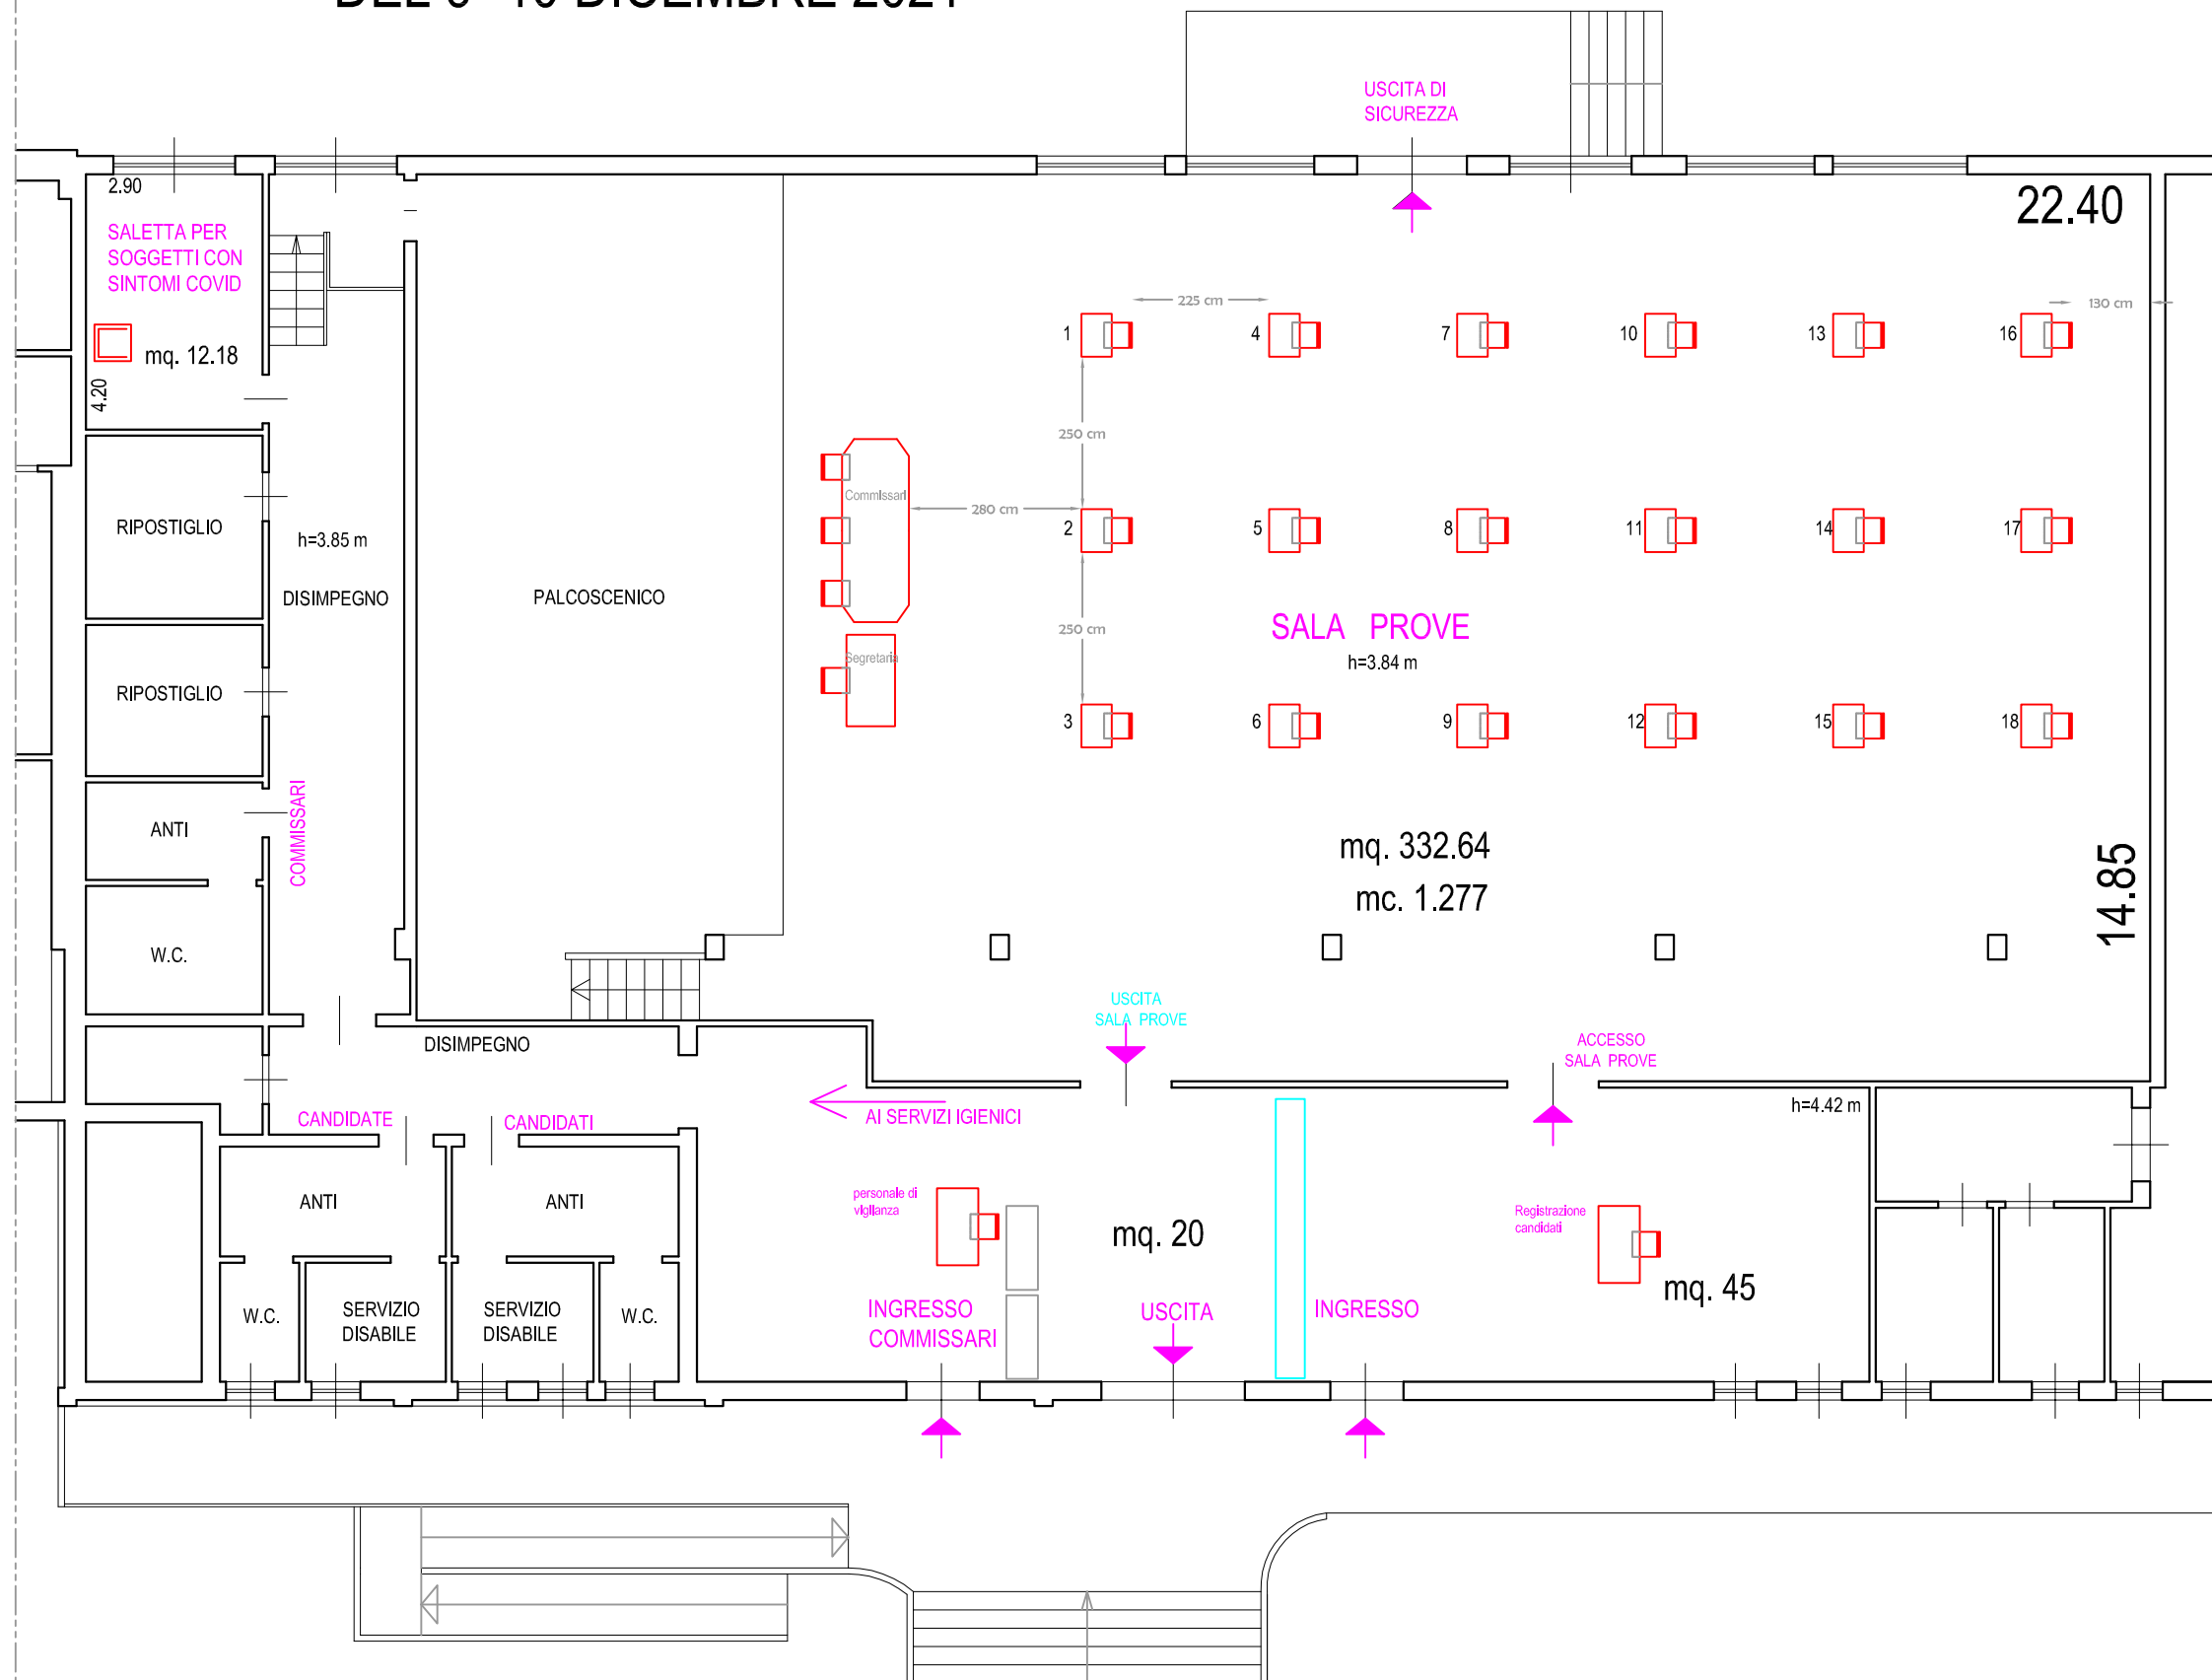 USCITA DI
SICUREZZA
2.90
22.40
SALETTA PER
SOGGETTI CON
SINTOMI COVID
mq. 12.18
4.20
225 cm
130 cm
1
4
7
10
13
16
250 cm
Commissari
280 cm
2
5
8
11
14
17
RIPOSTIGLIO
h=3.85 m
DISIMPEGNO
PALCOSCENICO
250 cm
SALA PROVE
h=3.84 m
Segretaria
RIPOSTIGLIO
3
6
9
12
15
18
COMMISSARI
ANTI
mq. 332.64
mc. 1.277
14.85
W.C.
USCITA
SALA PROVE
DISIMPEGNO
ACCESSO
SALA PROVE
CANDIDATE
CANDIDATI
AI SERVIZI IGIENICI
h=4.42 m
ANTI
ANTI
personale di
vigilanza
mq. 20
Registrazione
candidati
mq. 45
W.C.
SERVIZIO
DISABILE
SERVIZIO
DISABILE
W.C.
INGRESSO
COMMISSARI
USCITA
INGRESSO